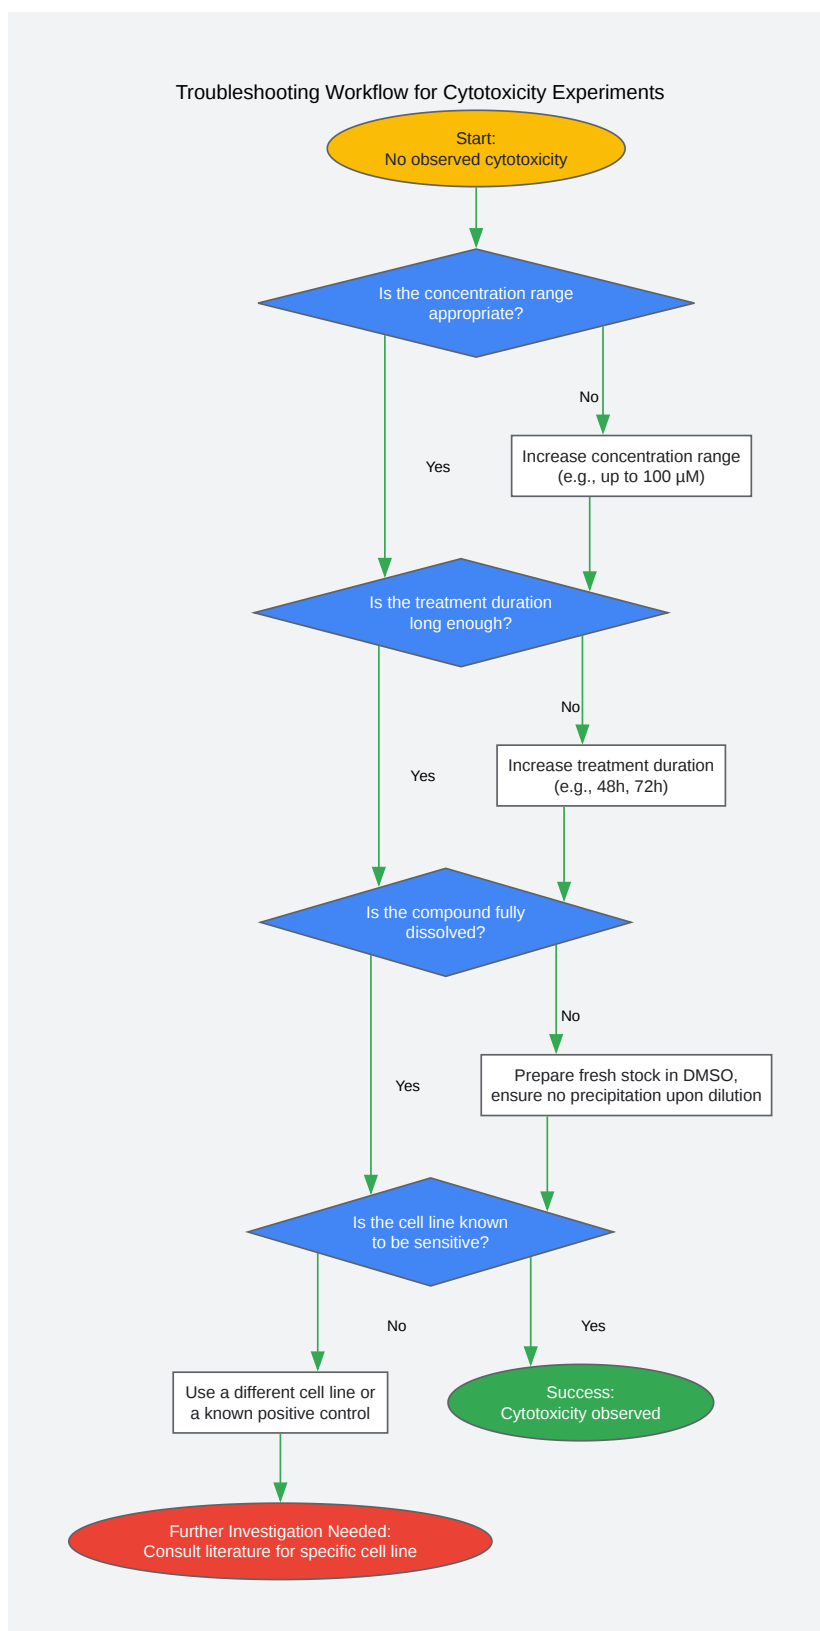 Troubleshooting Workflow for Cytotoxicity Experiments
Start:
No observed cytotoxicity
Is the concentration range
appropriate?
No
Yes
Increase concentration range
(e.g., up to 100 µM)
Is the treatment duration
long enough?
No
Yes
Increase treatment duration
(e.g., 48h, 72h)
Is the compound fully
dissolved?
No
Yes
Prepare fresh stock in DMSO,
ensure no precipitation upon dilution
Is the cell line known
to be sensitive?
No
Yes
Use a different cell line or
a known positive control
Success:
Cytotoxicity observed
Further Investigation Needed:
Consult literature for specific cell line